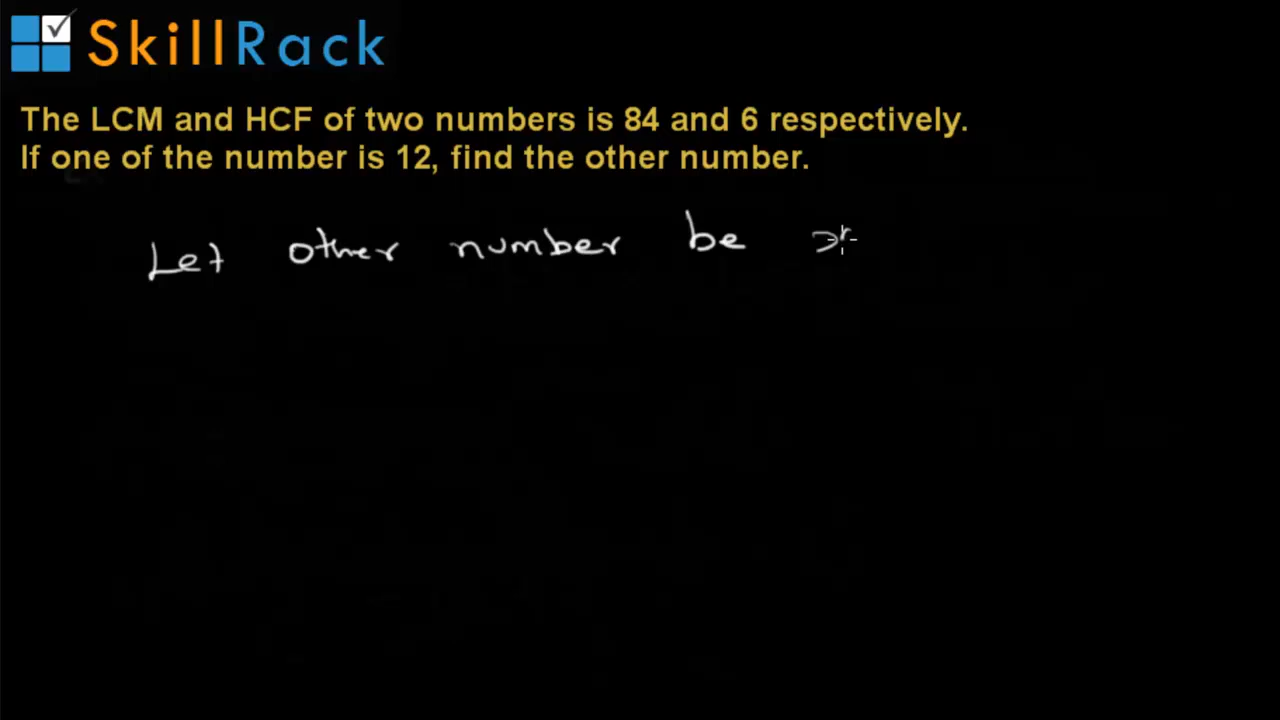 SkillRack
The LCM and HCF of two numbers is 84 and 6 respectively.
If one of the number is 12, find the other number.
Let other number be x